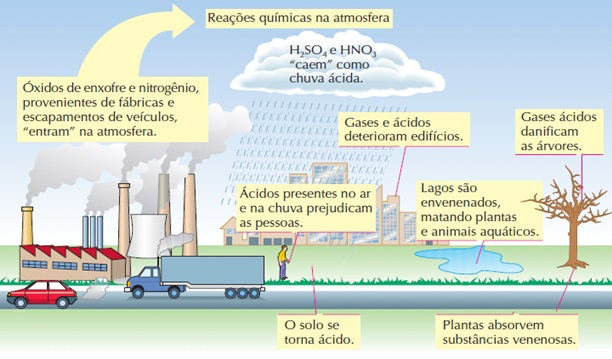 Reações químicas na atmosfera
H₂SO₄ e HNO₃
“caem” como
chuva ácida.
Óxidos de enxofre e nitrogênio,
provenientes de fábricas e
escapamentos de veículos,
“entram” na atmosfera.
Gases e ácidos
deterioram edifícios.
Gases ácidos
danificam
as árvores.
Ácidos presentes no ar
e na chuva prejudicam
as pessoas.
Lagos são
envenenados,
matando plantas
e animais aquáticos.
O solo se
torna ácido.
Plantas absorvem
substâncias venenosas.